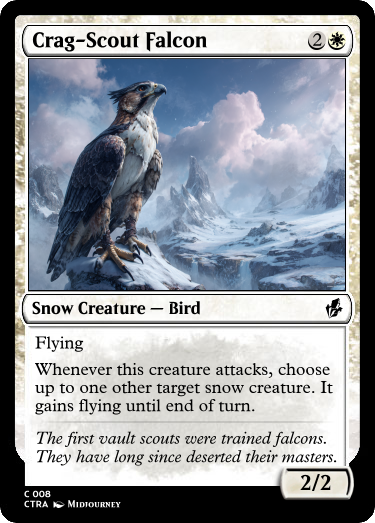 Crag-Scout Falcon 2
Snow Creature — Bird
Flying
Whenever this creature attacks, choose
up to one other target snow creature. It
gains flying until end of turn.
The first vault scouts were trained falcons.
They have long since deserted their masters.
2/2
C 008
CTRA Midjourney